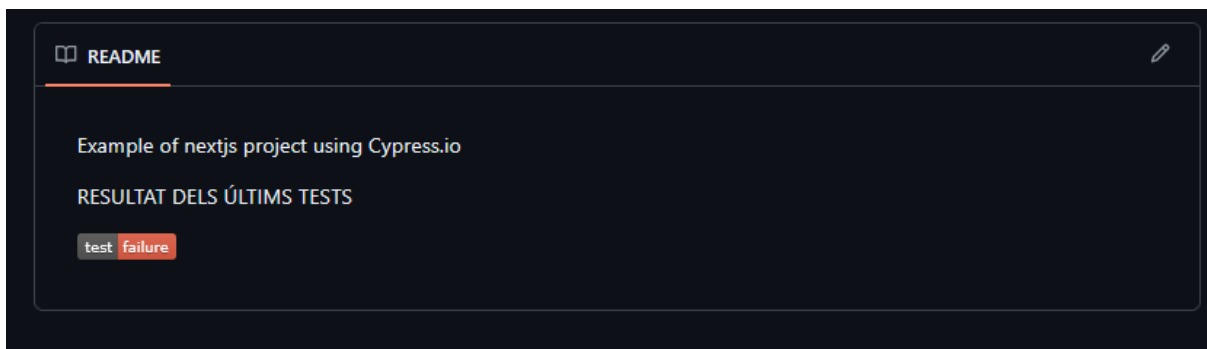 README
Example of nextjs project using Cypress.io
RESULTAT DELS ÚLTIMS TESTS
test failure